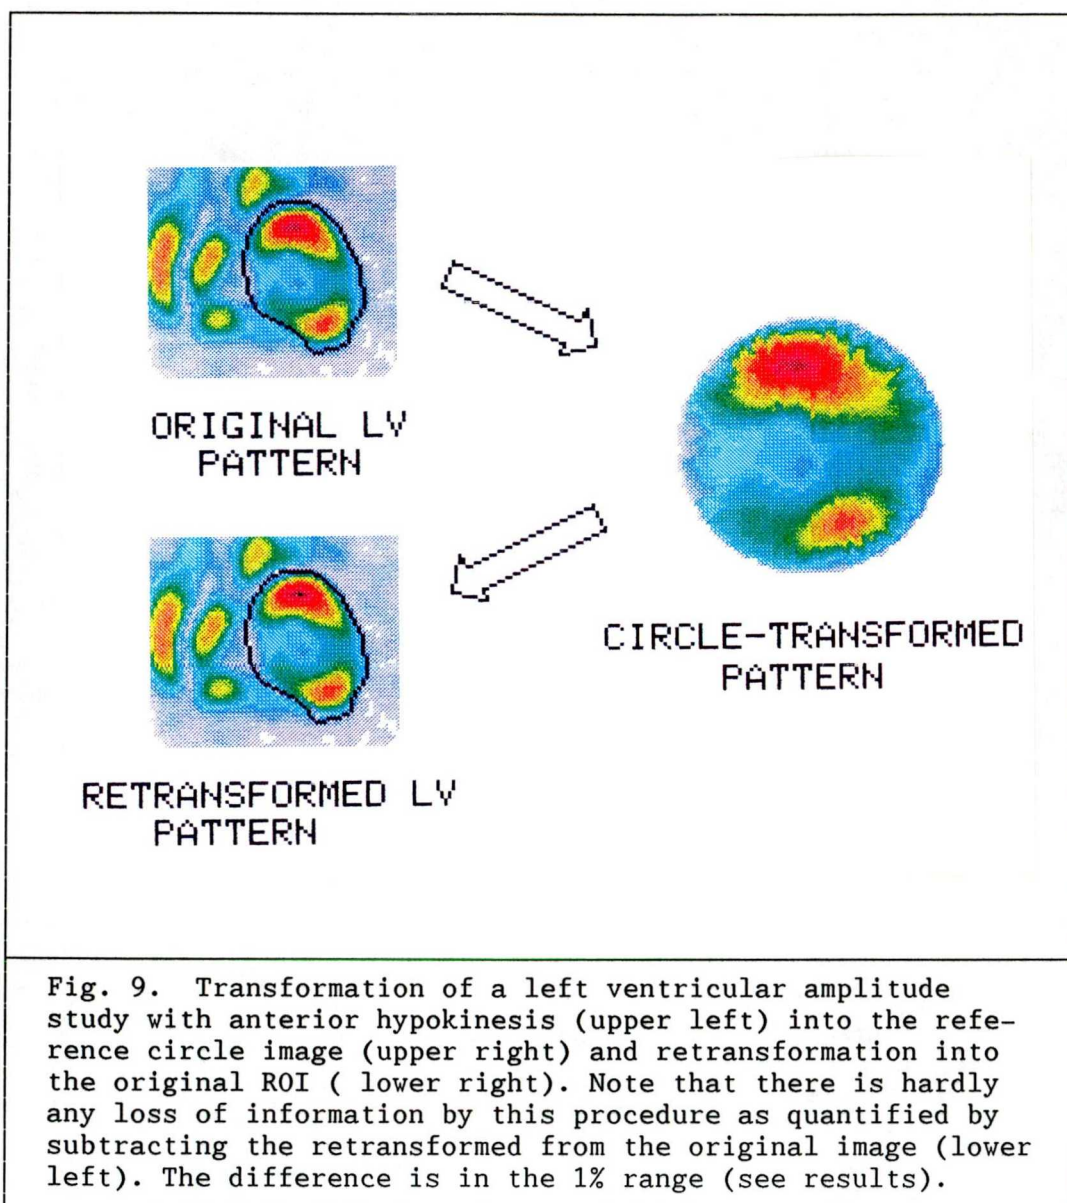 ORIGINAL LV
PATTERN
CIRCLE-TRANSFORMED
PATTERN
RETRANSFORMED LV
PATTERN
Fig. 9. Transformation of a left ventricular amplitude
study with anterior hypokinesis (upper left) into the refe-
rence circle image (upper right) and retransformation into
the original ROI ( lower right). Note that there is hardly
any loss of information by this procedure as quantified by
subtracting the retransformed from the original image (lower
left). The difference is in the 1% range (see results).